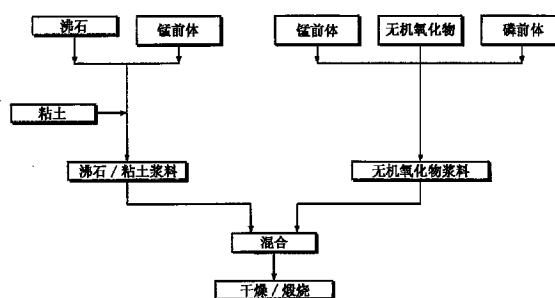 沸石
锰前体
锰前体
无机氧化物
磷前体
粘土
沸石/粘土浆料
无机氧化物浆料
混合
干燥/煅烧